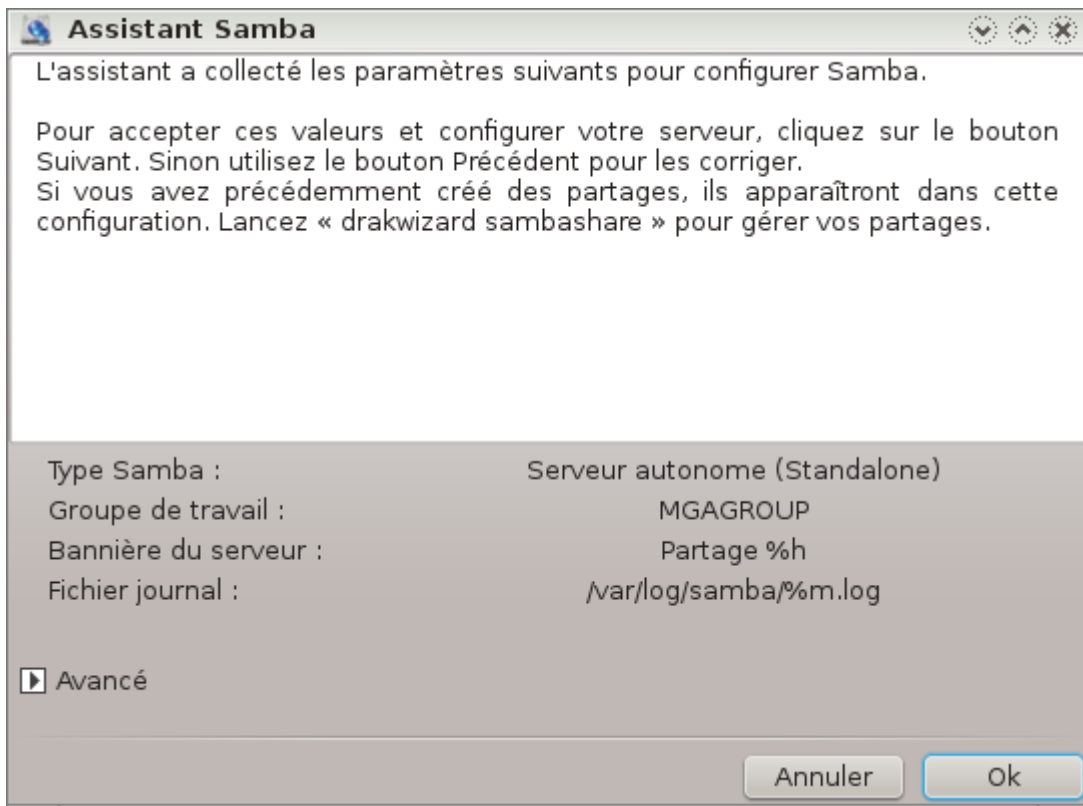 Assistant Samba
L'assistant a collecté les paramètres suivants pour configurer Samba.
Pour accepter ces valeurs et configurer votre serveur, cliquez sur le bouton
Suivant. Sinon utilisez le bouton Précédent pour les corriger.
Si vous avez précédemment créé des partages, ils apparaîtront dans cette
configuration. Lancez « drakwizard sambashare » pour gérer vos partages.
Type Samba : Serveur autonome (Standalone)
Groupe de travail : MGAGROUP
Bannière du serveur : Partage %h
Fichier journal : /var/log/samba/%m.log
Avancé
Annuler Ok